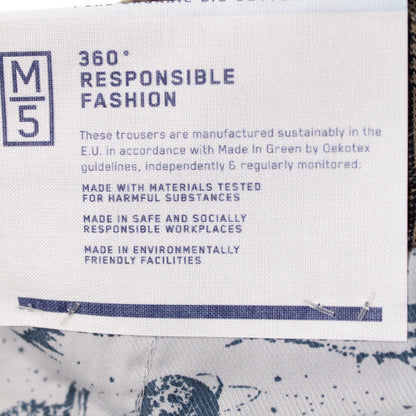 M
5
360°
RESPONSIBLE
FASHION
These trousers are manufactured sustainably in the
E.U. in accordance with Made In Green by Oekotex
guidelines, independently & regularly monitored:
MADE WITH MATERIALS TESTED
FOR HARMFUL SUBSTANCES
MADE IN SAFE AND SOCIALLY
RESPONSIBLE WORKPLACES
MADE IN ENVIRONMENTALLY
FRIENDLY FACILITIES